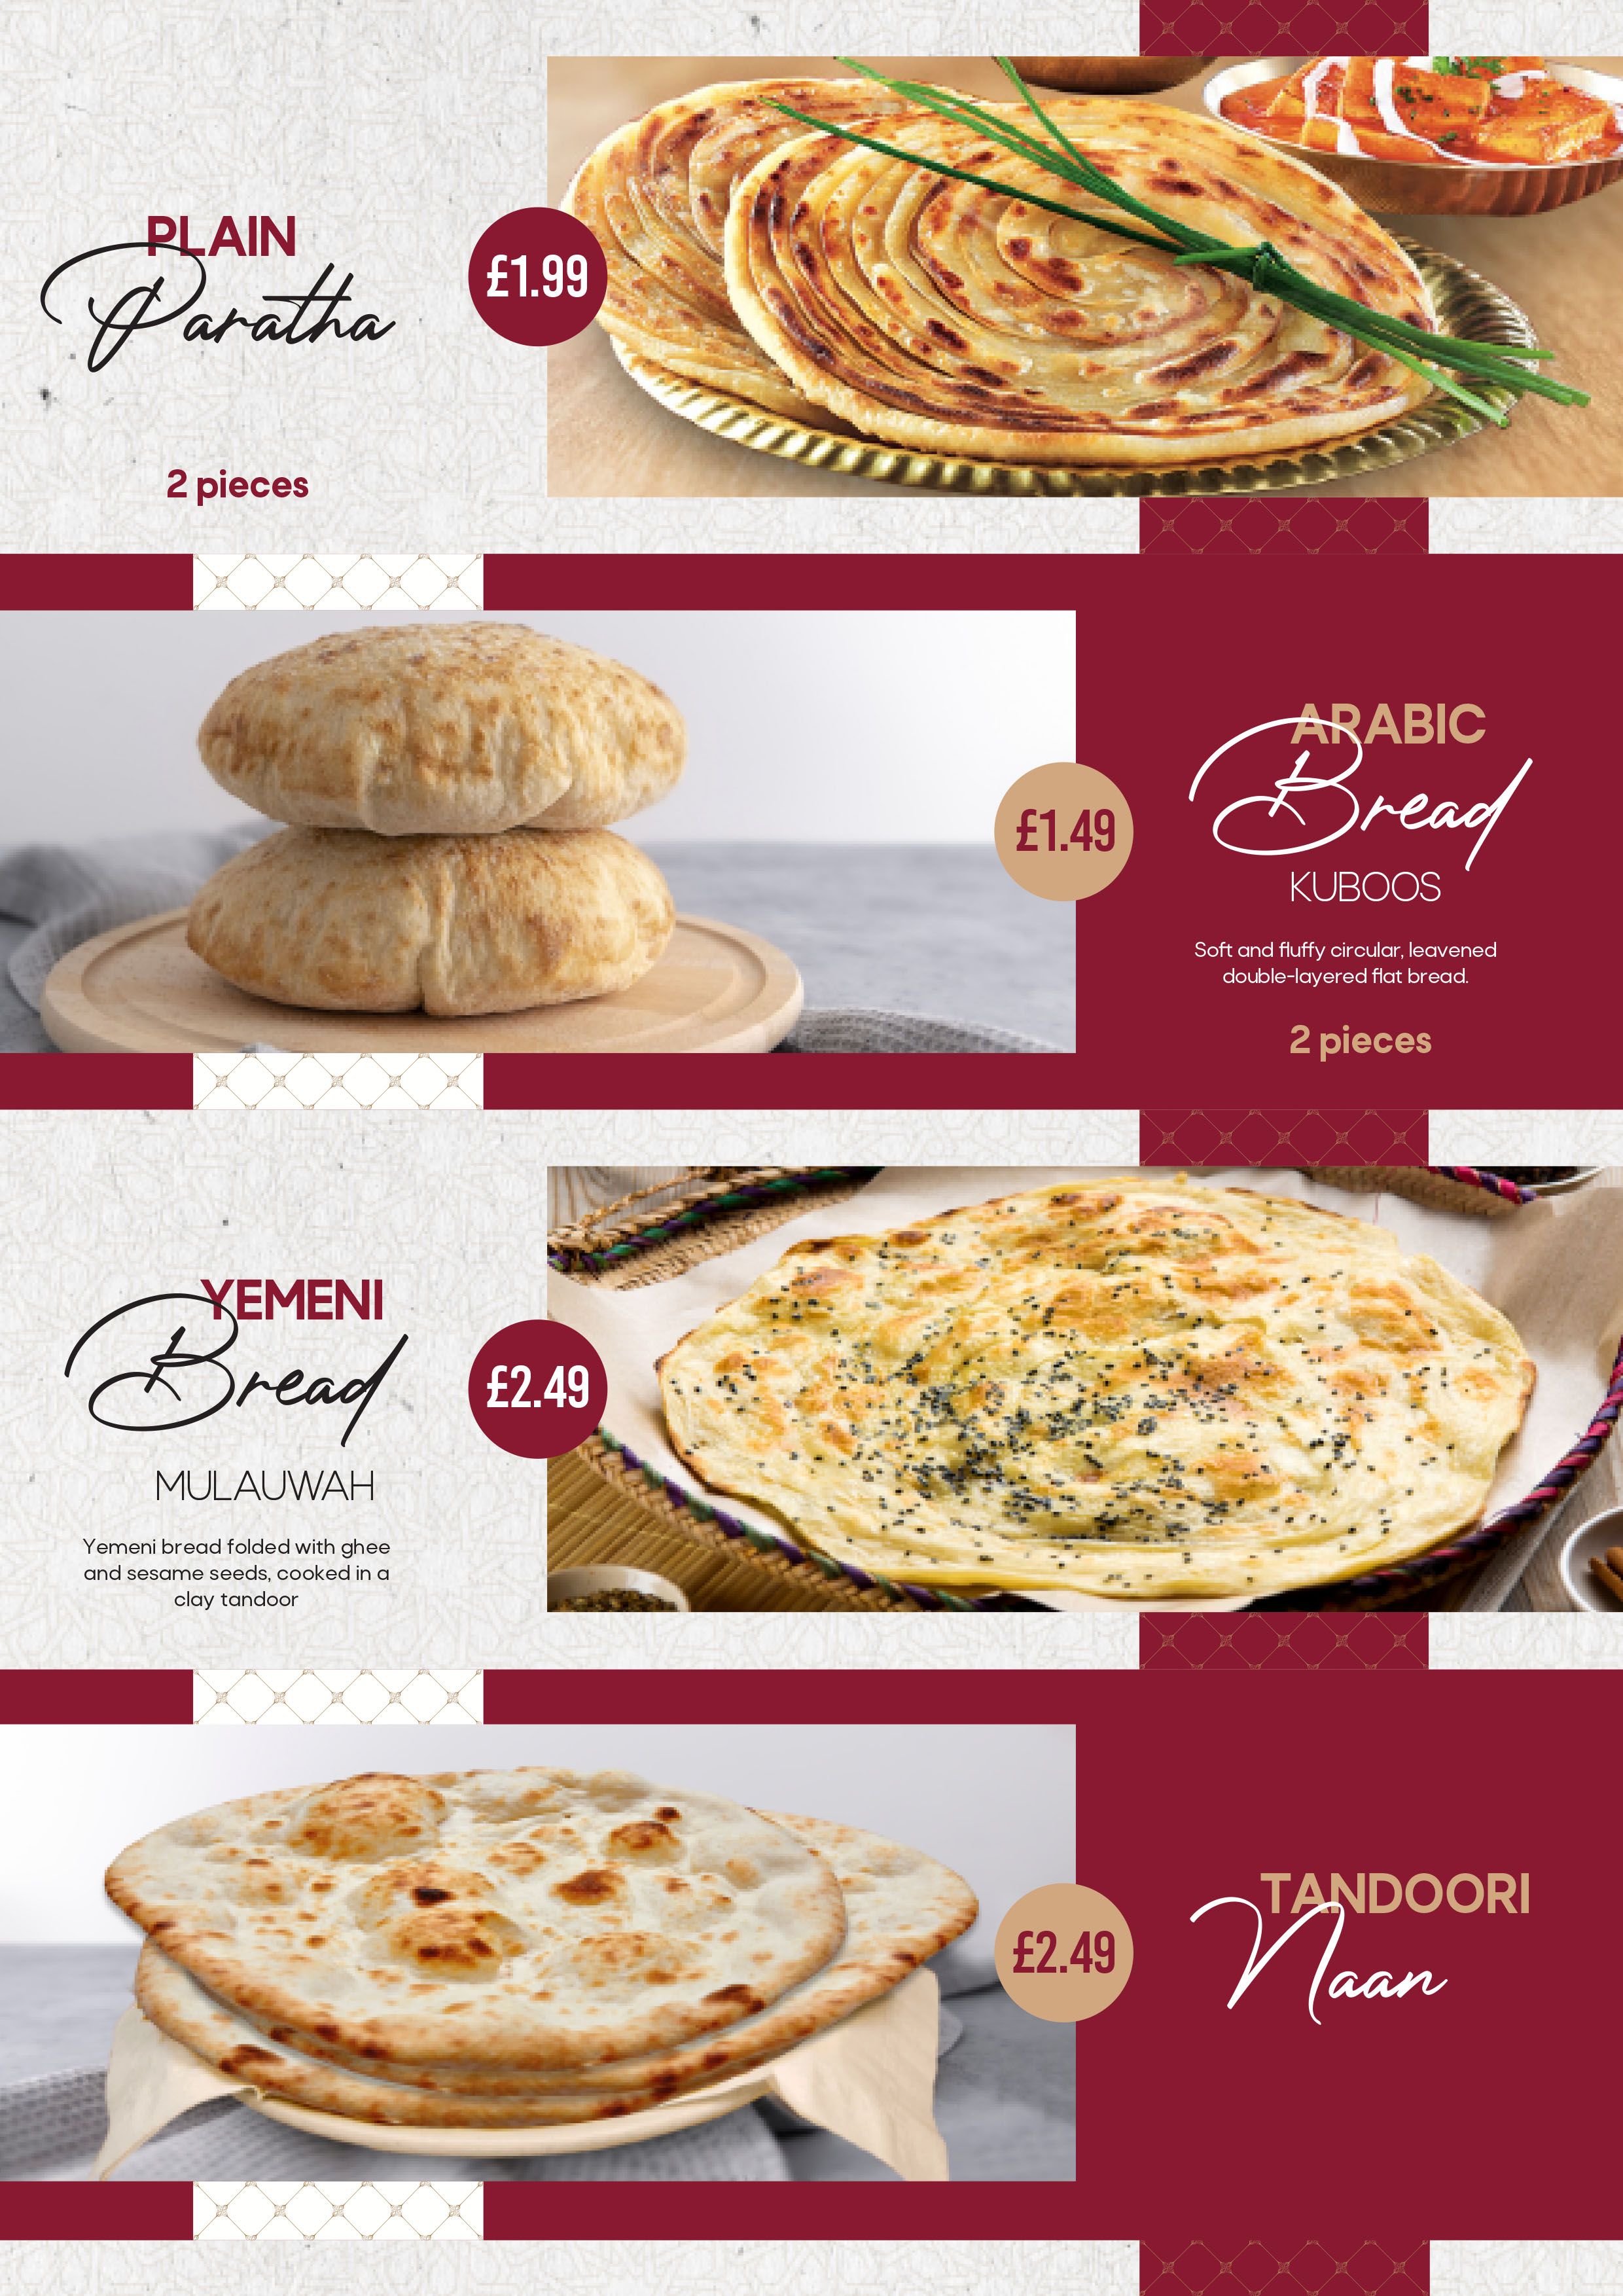 PLAIN
Paratha
£1.99
2 pieces
ARABIC
Bread
£1.49
KUBOOS
Soft and fluffy circular, leavened
double-layered flat bread.
2 pieces
YEMENI
Bread
£2.49
MULAUWAH
Yemeni bread folded with ghee
and sesame seeds, cooked in a
clay tandoor
TANDOORI
Naan
£2.49